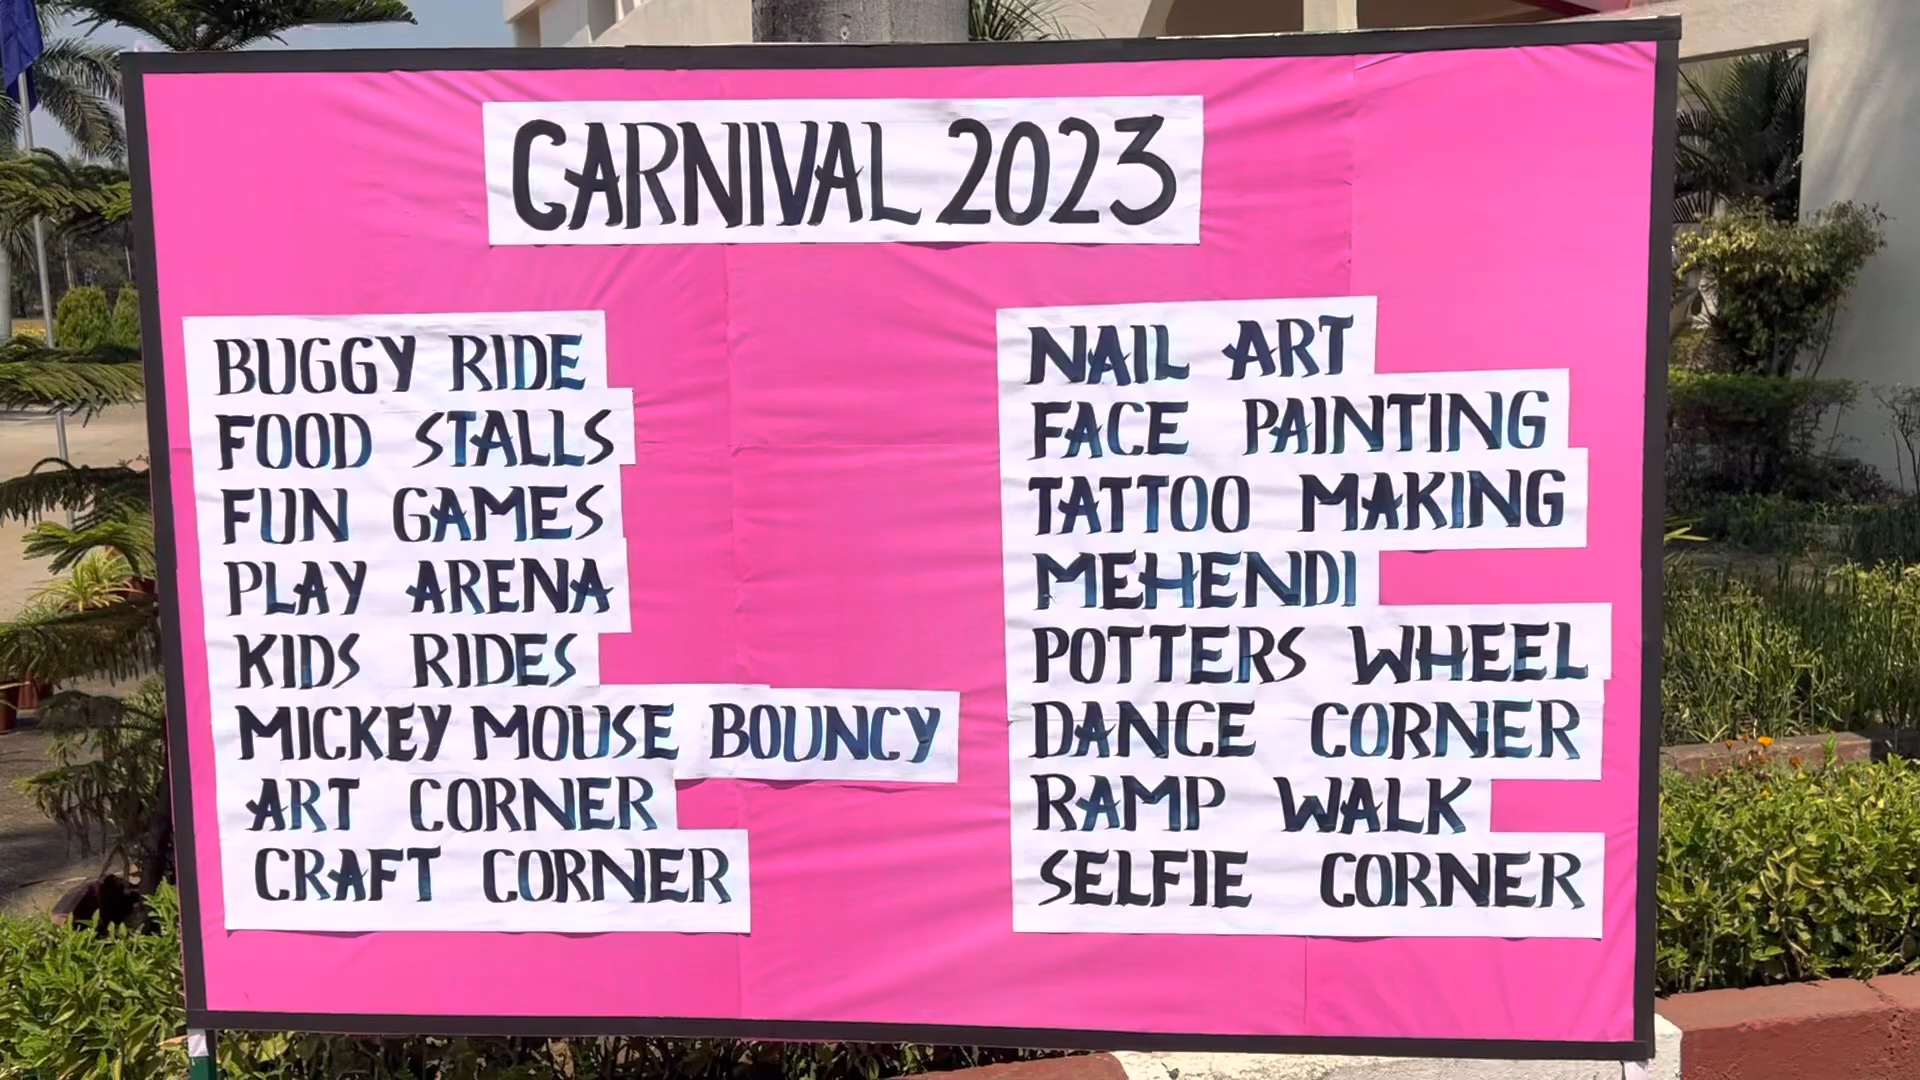 CARNIVAL 2023
BUGGY RIDE
FOOD STALLS
FUN GAMES
PLAY ARENA
KIDS RIDES
MICKEY MOUSE BOUNCY
ART CORNER
CRAFT CORNER
NAIL ART
FACE PAINTING
TATTOO MAKING
MEHENDI
POTTERS WHEEL
DANCE CORNER
RAMP WALK
SELFIE CORNER